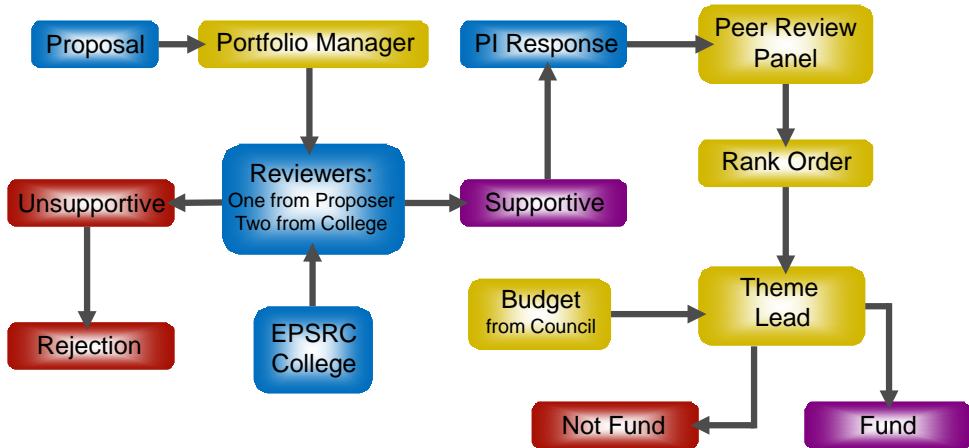 Proposal
Portfolio Manager
PI Response
Peer Review
Panel
Reviewers:
One from Proposer
Two from College
Unsupportive
Supportive
Rank Order
Rejection
EPSRC
College
Budget
from Council
Theme
Lead
Not Fund
Fund